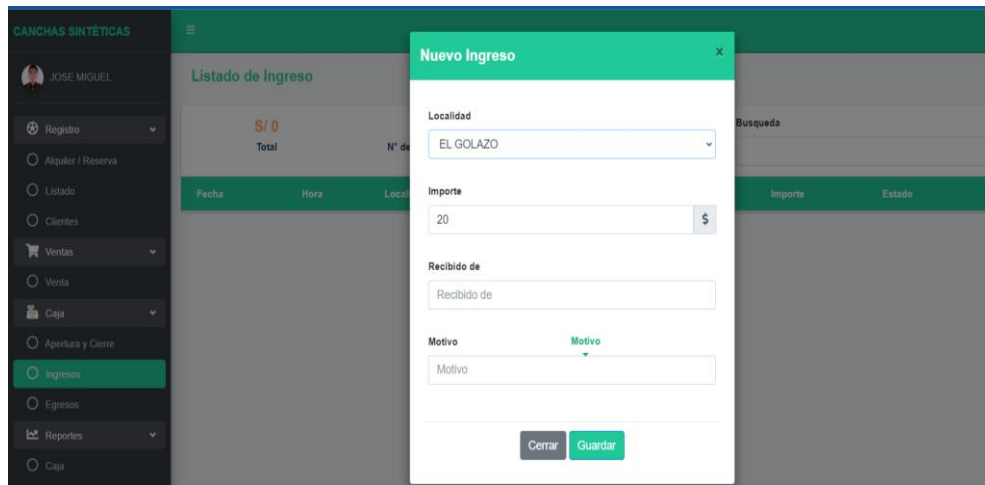 CANCHAS SINTÉTICAS
JOSE MIGUEL
Registro
Alquiler / Reserva
Listado
Clientes
Ventas
Venta
Caja
Apertura y Cierre
Ingresos
Egresos
Reportes
Caja
Listado de Ingreso
S/ 0
Total
N° de
Busqueda
Fecha Hora Local Importe Estado
Nuevo Ingreso x
Localidad
EL GOLAZO
Importe
20 $
Recibido de
Recibido de
Motivo Motivo
Motivo
Cerrar Guardar